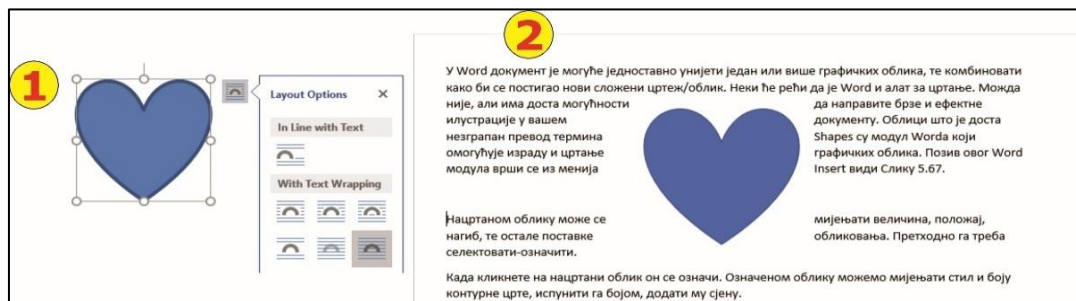 1
Layout Options
In Line with Text
With Text Wrapping
2
У Word документ је могуће једноставно унијети један или више графичких облика, те комбиновати
како би се постигао нови сложени цртеж/облик. Неки ће рећи да је Word и алат за цртање. Можда
није, али има доста могућности да направите брзе и ефектне
илустрације у вашем документу. Облици што је доста
незграпан превод термина Shapes су модул Worda који
омогућује израду и цртање графичких облика. Позив овог Word
модула врши се из менија Insert види Слику 5.67.
Нацртаном облику може се мијењати величина, положај,
нагиб, те остале поставке обликовања. Претходно га треба
селектовати-означити.
Када кликнете на нацртани облик он се означи. Означеном облику можемо мијењати стил и боју
контурне црте, испунити га бојом, додати му сјену.